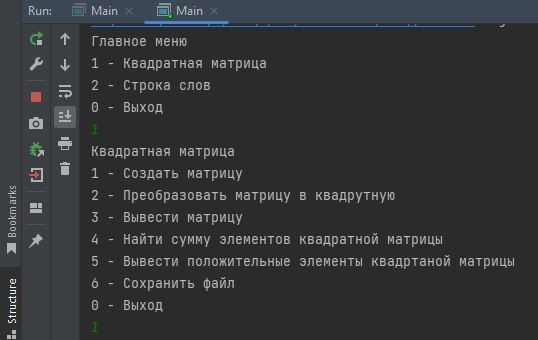 Run:
Main
Main
Главное меню
1 - Квадратная матрица
2 - Строка слов
0 - Выход
1
Квадратная матрица
1 - Создать матрицу
2 - Преобразовать матрицу в квадрутную
3 - Вывести матрицу
4 - Найти сумму элементов квадратной матрицы
5 - Вывести положительные элементы квадртаной матрицы
6 - Сохранить файл
0 - Выход
1
Bookmarks
Structure